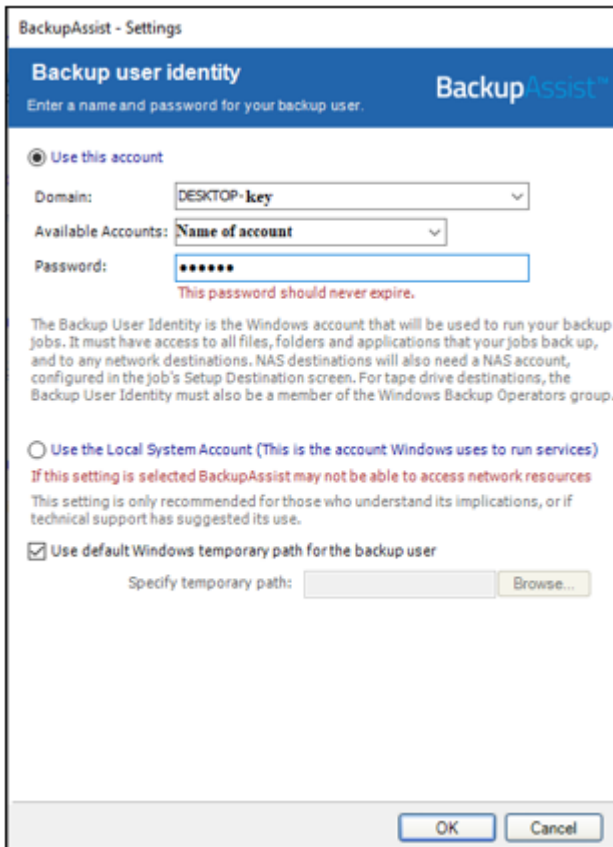 BackupAssist - Settings
Backup user identity
BackupAssist™
Enter a name and password for your backup user.
Use this account
Domain: DESKTOP-key
Available Accounts: Name of account
Password: ••••••
This password should never expire.
The Backup User Identity is the Windows account that will be used to run your backup
jobs. It must have access to all files, folders and applications that your jobs back up,
and to any network destinations. NAS destinations will also need a NAS account,
configured in the job's Setup Destination screen. For tape drive destinations, the
Backup User Identity must also be a member of the Windows Backup Operators group.
Use the Local System Account (This is the account Windows uses to run services)
If this setting is selected BackupAssist may not be able to access network resources
This setting is only recommended for those who understand its implications, or if
technical support has suggested its use.
Use default Windows temporary path for the backup user
Specify temporary path: Browse...
OK Cancel